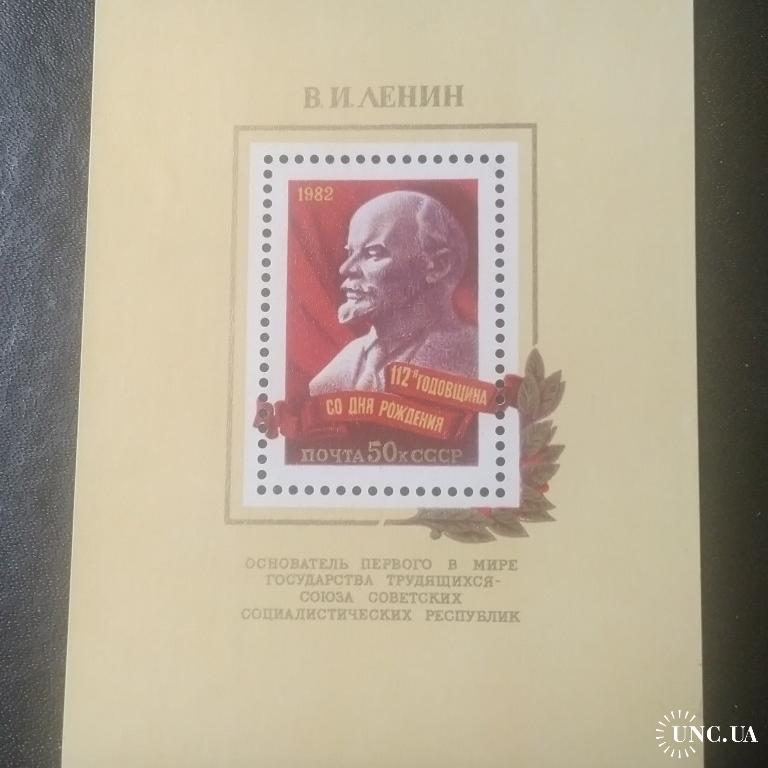 В. И. ЛЕНИН
1982
112я ГОДОВЩИНА
СО ДНЯ РОЖДЕНИЯ
ПОЧТА 50К СССР
ОСНОВАТЕЛЬ ПЕРВОГО В МИРЕ
ГОСУДАРСТВА ТРУДЯЩИХСЯ-
СОЮЗА СОВЕТСКИХ
СОЦИАЛИСТИЧЕСКИХ РЕСПУБЛИК
UNC.UA